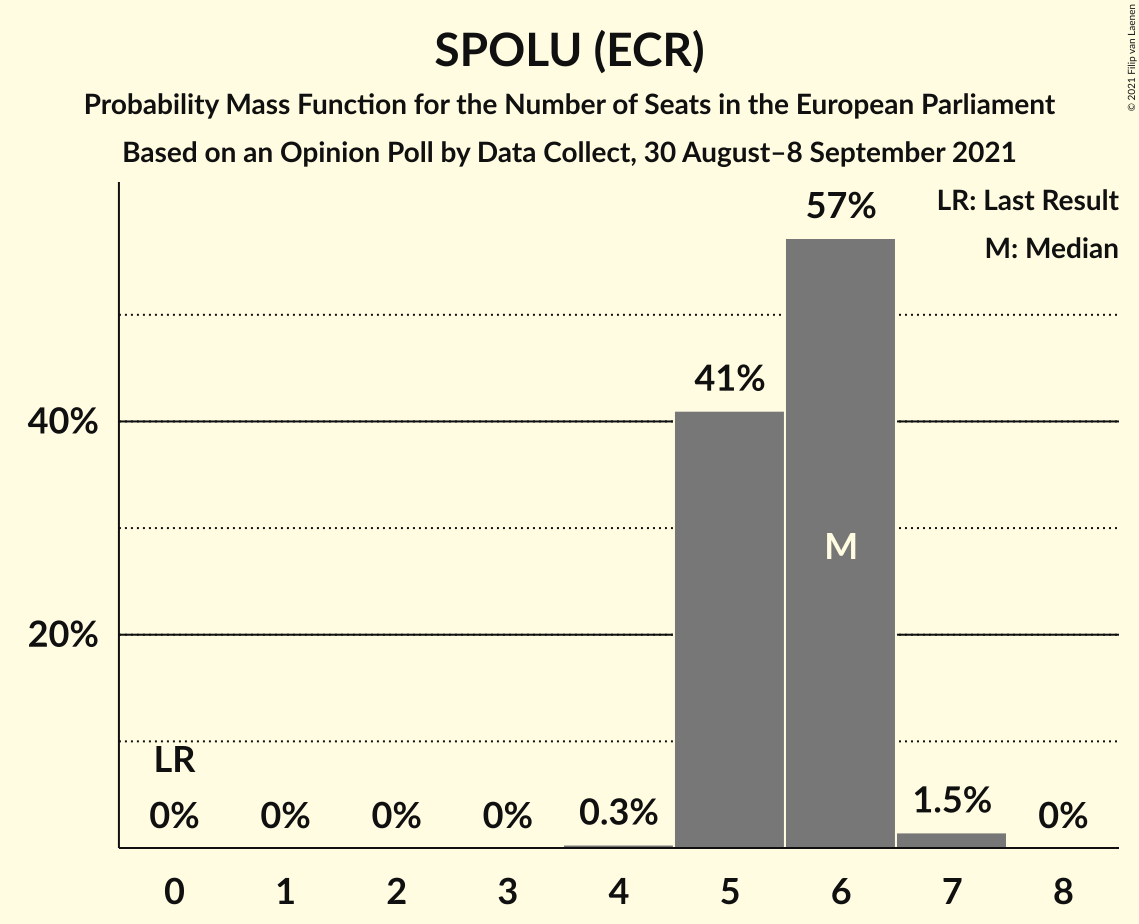 SPOLU (ECR)
Probability Mass Function for the Number of Seats in the European Parliament
Based on an Opinion Poll by Data Collect, 30 August–8 September 2021
© 2021 Filip van Laenen
LR: Last Result
M: Median
57%
41%
40%
M
20%
LR
0% 0% 0% 0% 0.3% 1.5% 0%
0 1 2 3 4 5 6 7 8